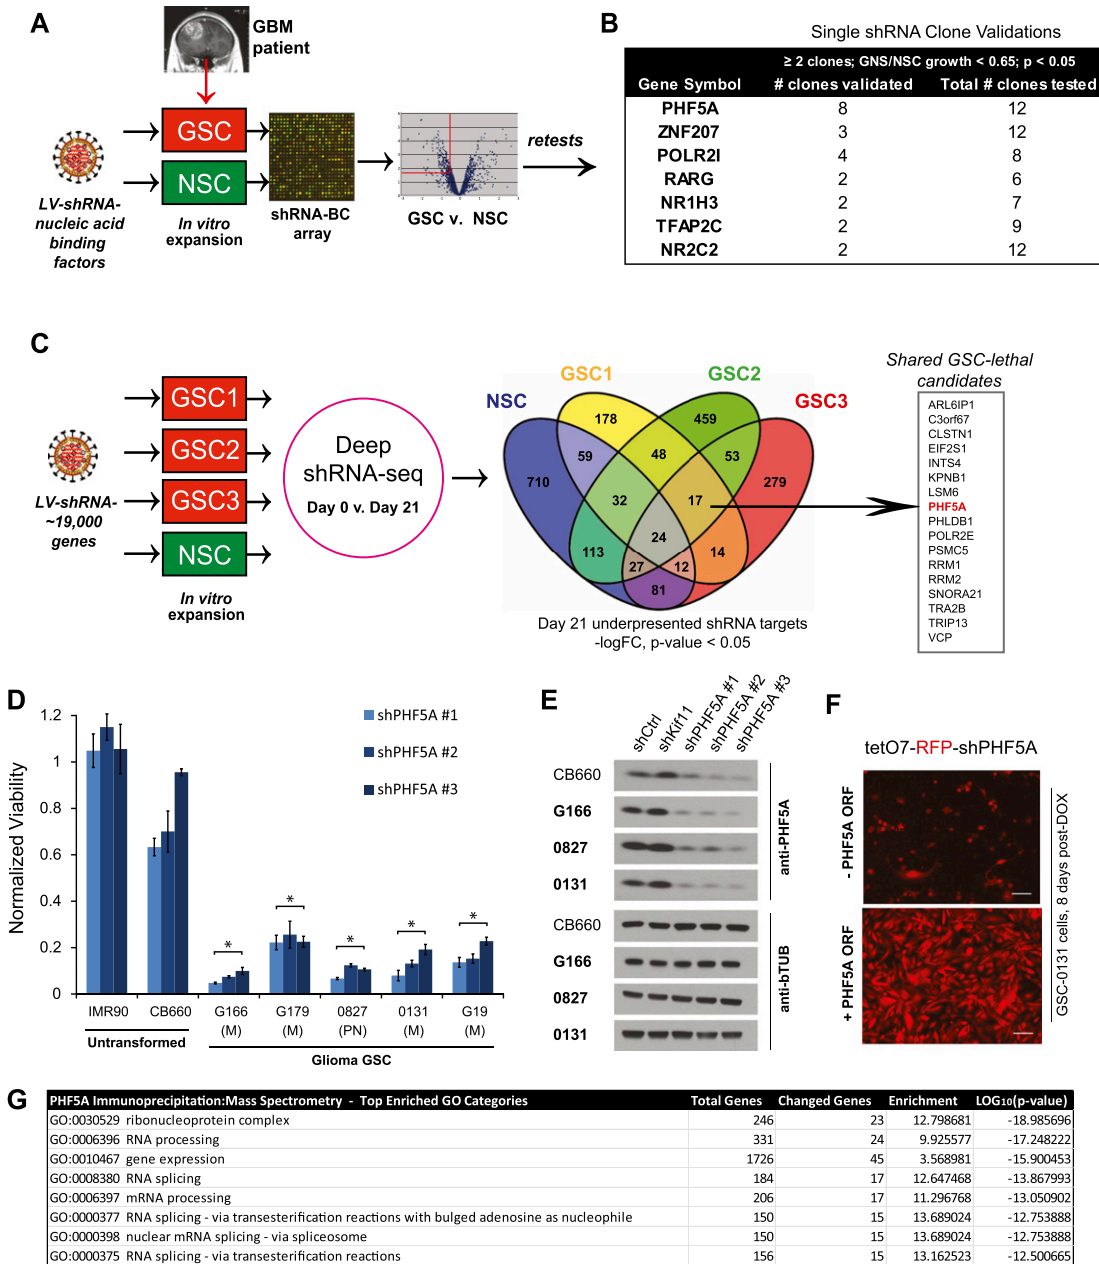 A
GBM
patient
GSC
NSC
LV-shRNA-
nucleic acid
binding
factors
In vitro
expansion
shRNA-BC
array
GSC v. NSC
retests
B
Single shRNA Clone Validations
≥ 2 clones; GNS/NSC growth < 0.65; p < 0.05
Gene Symbol # clones validated Total # clones tested
PHF5A 8 12
ZNF207 3 12
POLR2I 4 8
RARG 2 6
NR1H3 2 7
TFAP2C 2 9
NR2C2 2 12
C
LV-shRNA-
~19,000
genes
GSC1
GSC2
GSC3
NSC
In vitro
expansion
Deep
shRNA-seq
Day 0 v. Day 21
NSC
GSC1
GSC2
GSC3
178 459
59 48 53
710 279
32 17
24
113 14
27 12
81
Day 21 underpresented shRNA targets
-logFC, p-value < 0.05
Shared GSC-lethal
candidates
ARL6IP1
C3orf67
CLSTN1
EIF2S1
INTS4
KPNB1
LSM6
PHF5A
PHLDB1
POLR2E
PSMC5
RRM1
RRM2
SNORA21
TRA2B
TRIP13
VCP
D
Normalized Viability
1.2
1
0.8
0.6
0.4
0.2
0
shPHF5A #1
shPHF5A #2
shPHF5A #3
* * * * *
IMR90 CB660 G166 G179 0827 0131 G19
(M) (M) (PN) (M) (M)
Untransformed
Glioma GSC
E
shCtrl
shKif11
shPHF5A #1
shPHF5A #2
shPHF5A #3
CB660
G166
0827
0131
anti-PHF5A
CB660
G166
0827
0131
anti-bTUB
F
tetO7-RFP-shPHF5A
- PHF5A ORF
+ PHF5A ORF
GSC-0131 cells, 8 days post-DOX
G
PHF5A Immunoprecipitation:Mass Spectrometry - Top Enriched GO Categories Total Genes Changed Genes Enrichment LOG10(p-value)
GO:0030529 ribonucleoprotein complex 246 23 12.798681 -18.985696
GO:0006396 RNA processing 331 24 9.925577 -17.248222
GO:0010467 gene expression 1726 45 3.568981 -15.900453
GO:0008380 RNA splicing 184 17 12.647468 -13.867993
GO:0006397 mRNA processing 206 17 11.296768 -13.050902
GO:0000377 RNA splicing - via transesterification reactions with bulged adenosine as nucleophile 150 15 13.689024 -12.753888
GO:0000398 nuclear mRNA splicing - via spliceosome 150 15 13.689024 -12.753888
GO:0000375 RNA splicing - via transesterification reactions 156 15 13.162523 -12.500665